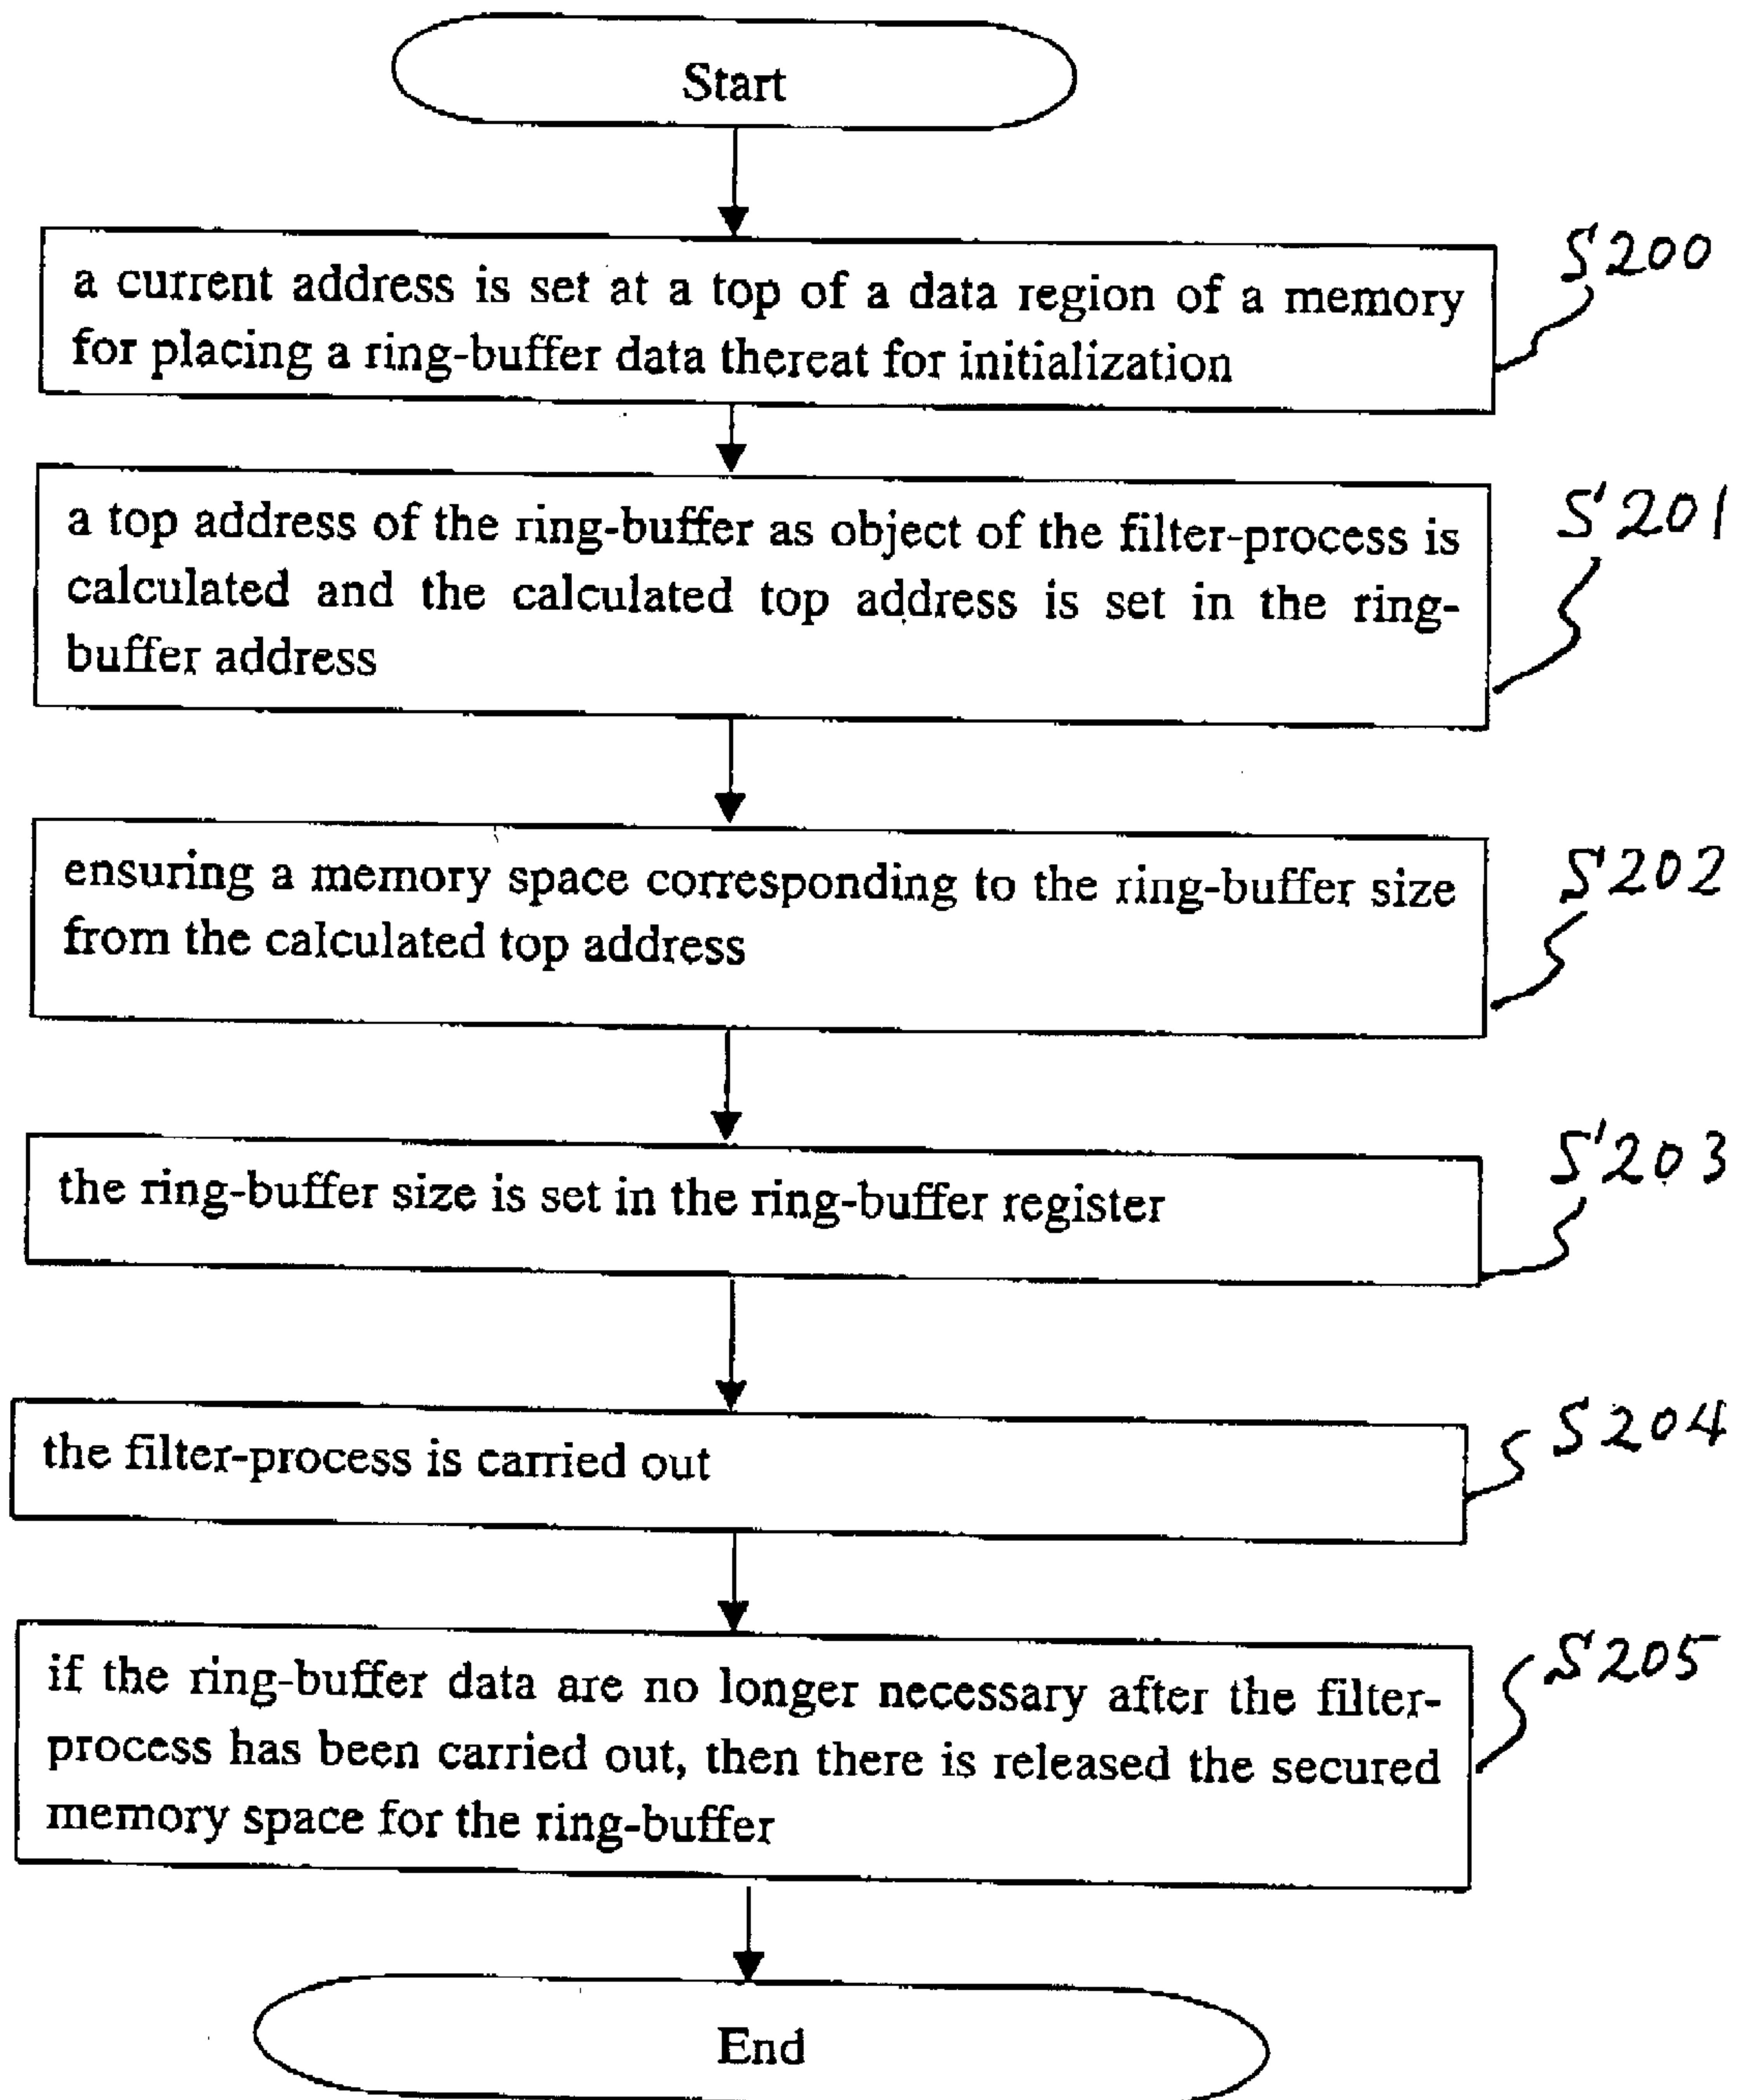 Start
S200
a current address is set at a top of a data region of a memory
for placing a ring-buffer data thereat for initialization
S201
a top address of the ring-buffer as object of the filter-process is
calculated and the calculated top address is set in the ring-
buffer address
S202
ensuring a memory space corresponding to the ring-buffer size
from the calculated top address
S203
the ring-buffer size is set in the ring-buffer register
S204
the filter-process is carried out
S205
if the ring-buffer data are no longer necessary after the filter-
process has been carried out, then there is released the secured
memory space for the ring-buffer
End